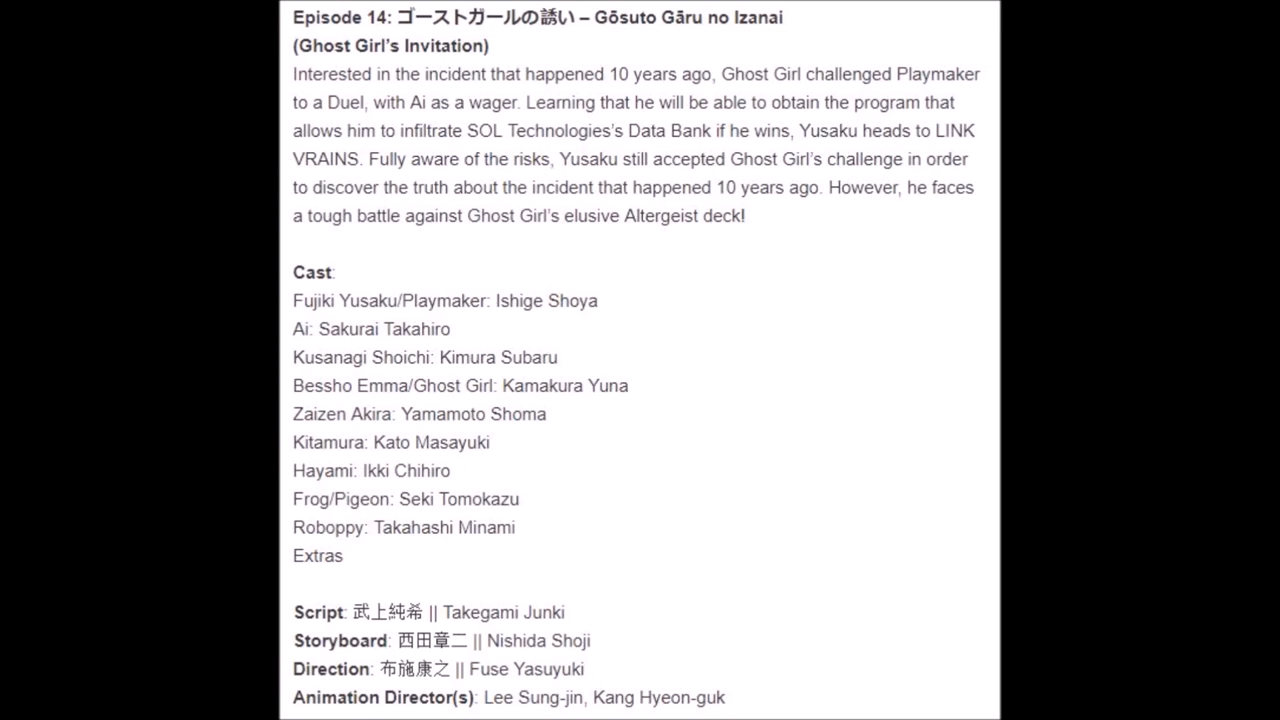 Episode 14: ゴーストガールの誘い – Gōsuto Gāru no Izanai
(Ghost Girl’s Invitation)
Interested in the incident that happened 10 years ago, Ghost Girl challenged Playmaker
to a Duel, with Ai as a wager. Learning that he will be able to obtain the program that
allows him to infiltrate SOL Technologies’s Data Bank if he wins, Yusaku heads to LINK
VRAINS. Fully aware of the risks, Yusaku still accepted Ghost Girl’s challenge in order
to discover the truth about the incident that happened 10 years ago. However, he faces
a tough battle against Ghost Girl’s elusive Altergeist deck!
Cast:
Fujiki Yusaku/Playmaker: Ishige Shoya
Ai: Sakurai Takahiro
Kusanagi Shoichi: Kimura Subaru
Bessho Emma/Ghost Girl: Kamakura Yuna
Zaizen Akira: Yamamoto Shoma
Kitamura: Kato Masayuki
Hayami: Ikki Chihiro
Frog/Pigeon: Seki Tomokazu
Roboppy: Takahashi Minami
Extras
Script: 武上純希 || Takegami Junki
Storyboard: 西田章二 || Nishida Shoji
Direction: 布施康之 || Fuse Yasuyuki
Animation Director(s): Lee Sung-jin, Kang Hyeon-guk